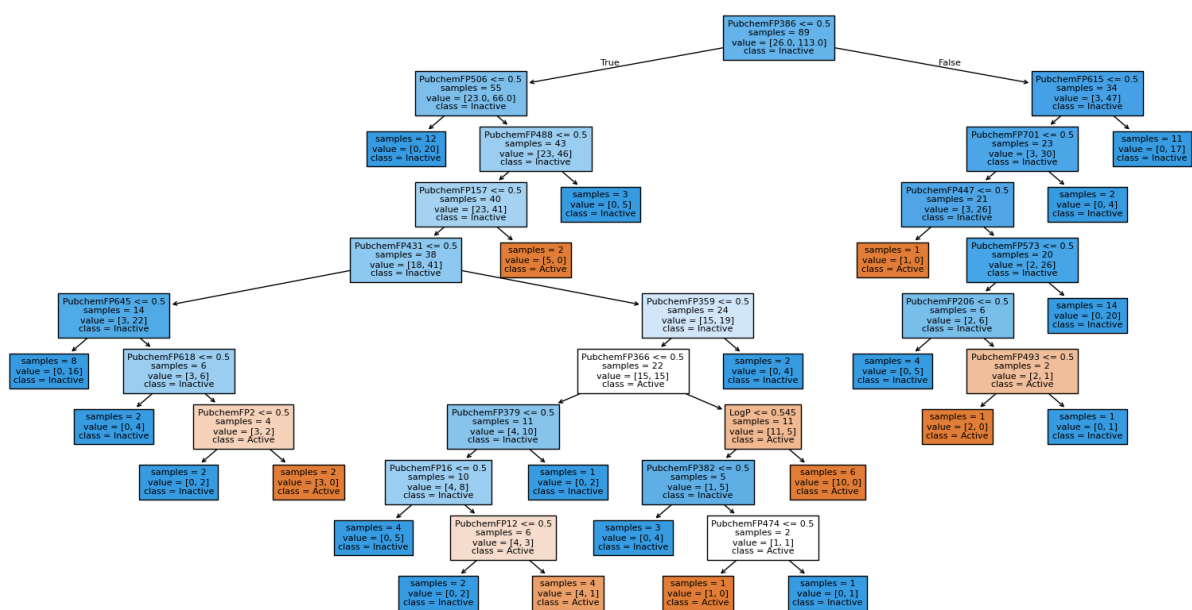 PubchemFP386 <= 0.5
samples = 89
value = [26.0, 113.0]
class = Inactive
True
False
PubchemFP506 <= 0.5
samples = 55
value = [23.0, 66.0]
class = Inactive
PubchemFP615 <= 0.5
samples = 34
value = [3, 47]
class = Inactive
samples = 12
value = [0, 20]
class = Inactive
PubchemFP488 <= 0.5
samples = 43
value = [23, 46]
class = Inactive
PubchemFP701 <= 0.5
samples = 23
value = [3, 30]
class = Inactive
samples = 11
value = [0, 17]
class = Inactive
PubchemFP157 <= 0.5
samples = 40
value = [23, 41]
class = Inactive
samples = 3
value = [0, 5]
class = Inactive
PubchemFP447 <= 0.5
samples = 21
value = [3, 26]
class = Inactive
samples = 2
value = [0, 4]
class = Inactive
PubchemFP431 <= 0.5
samples = 38
value = [18, 41]
class = Inactive
samples = 2
value = [5, 0]
class = Active
samples = 1
value = [1, 0]
class = Active
PubchemFP573 <= 0.5
samples = 20
value = [2, 26]
class = Inactive
PubchemFP645 <= 0.5
samples = 14
value = [3, 22]
class = Inactive
PubchemFP359 <= 0.5
samples = 24
value = [15, 19]
class = Inactive
PubchemFP206 <= 0.5
samples = 6
value = [2, 6]
class = Inactive
samples = 14
value = [0, 20]
class = Inactive
samples = 8
value = [0, 16]
class = Inactive
PubchemFP618 <= 0.5
samples = 6
value = [3, 6]
class = Inactive
PubchemFP366 <= 0.5
samples = 22
value = [15, 15]
class = Active
samples = 2
value = [0, 4]
class = Inactive
samples = 4
value = [0, 5]
class = Inactive
PubchemFP493 <= 0.5
samples = 2
value = [2, 1]
class = Active
samples = 2
value = [0, 4]
class = Inactive
PubchemFP2 <= 0.5
samples = 4
value = [3, 2]
class = Active
PubchemFP379 <= 0.5
samples = 11
value = [4, 10]
class = Inactive
LogP <= 0.545
samples = 11
value = [11, 5]
class = Active
samples = 1
value = [2, 0]
class = Active
samples = 1
value = [0, 1]
class = Inactive
samples = 2
value = [0, 2]
class = Inactive
samples = 2
value = [3, 0]
class = Active
PubchemFP16 <= 0.5
samples = 10
value = [4, 8]
class = Inactive
samples = 1
value = [0, 2]
class = Inactive
PubchemFP382 <= 0.5
samples = 5
value = [1, 5]
class = Inactive
samples = 6
value = [10, 0]
class = Active
samples = 4
value = [0, 5]
class = Inactive
PubchemFP12 <= 0.5
samples = 6
value = [4, 3]
class = Active
samples = 3
value = [0, 4]
class = Inactive
PubchemFP474 <= 0.5
samples = 2
value = [1, 1]
class = Active
samples = 2
value = [0, 2]
class = Inactive
samples = 4
value = [4, 1]
class = Active
samples = 1
value = [1, 0]
class = Active
samples = 1
value = [0, 1]
class = Inactive